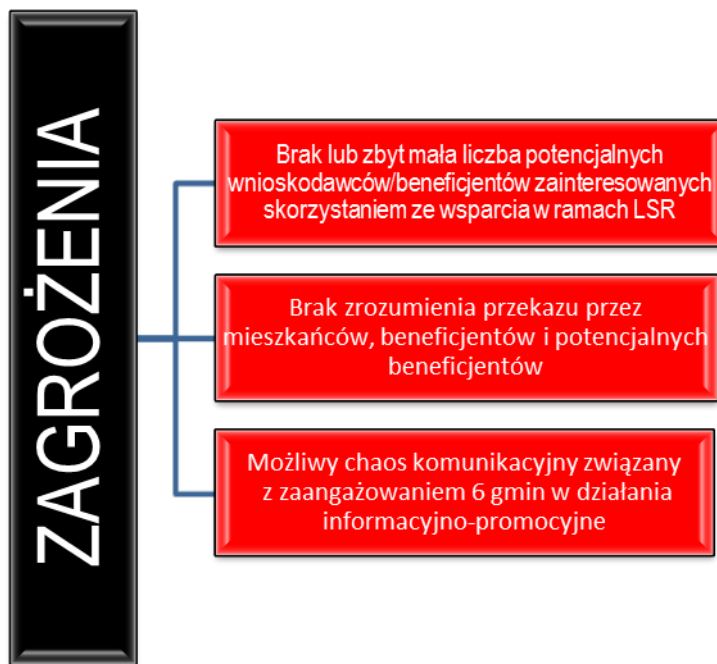 ZAGROŻENIA
Brak lub zbyt mała liczba potencjalnych
wnioskodawców/beneficjentów zainteresowanych
skorzystaniem ze wsparcia w ramach LSR
Brak zrozumienia przekazu przez
mieszkańców, beneficjentów i potencjalnych
beneficjentów
Możliwy chaos komunikacyjny związany
z zaangażowaniem 6 gmin w działania
informacyjno-promocyjne